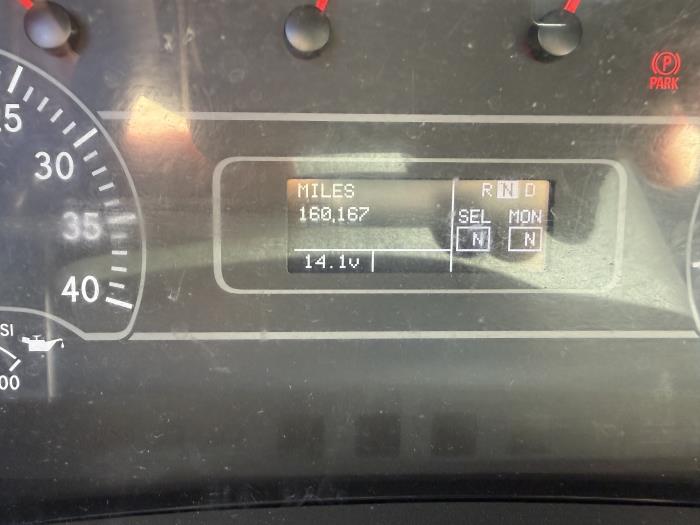 PARK
P
25
30
35
40
MILES
160,167
14.1v
R N D
SEL MON
N N